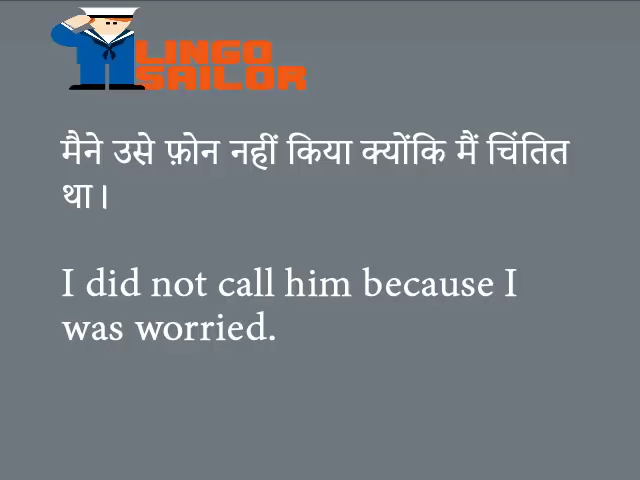 LINGO
SAILOR
मैने उसे फ़ोन नहीं किया क्योंकि मैं चिंतित
था।
I did not call him because I
was worried.